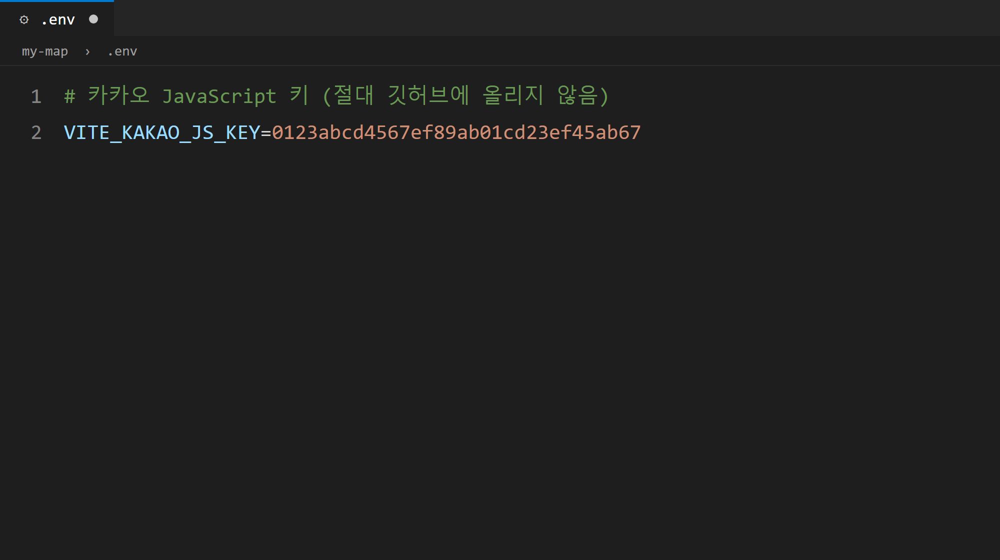 .env
my-map › .env
1 # 카카오 JavaScript 키 (절대 깃허브에 올리지 않음)
2 VITE_KAKAO_JS_KEY=0123abcd4567ef89ab01cd23ef45ab67